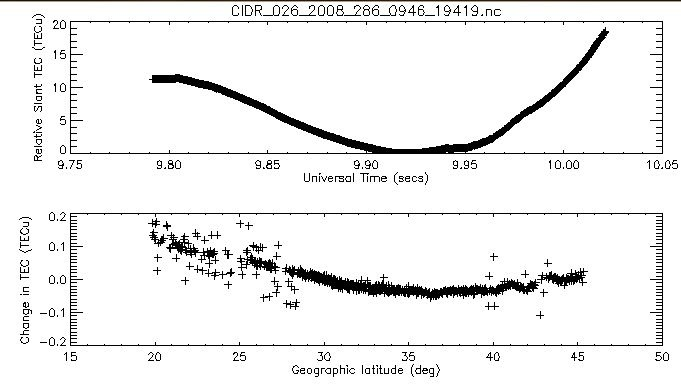 CIDR_026_2008_286_0946_19419.nc
Relative Slant TEC (TECu)
20
15
10
5
0
9.75 9.80 9.85 9.90 9.95 10.00 10.05
Universal Time (secs)
Change in TEC (TECu)
0.2
0.1
0.0
-0.1
-0.2
15 20 25 30 35 40 45 50
Geographic latitude (deg)